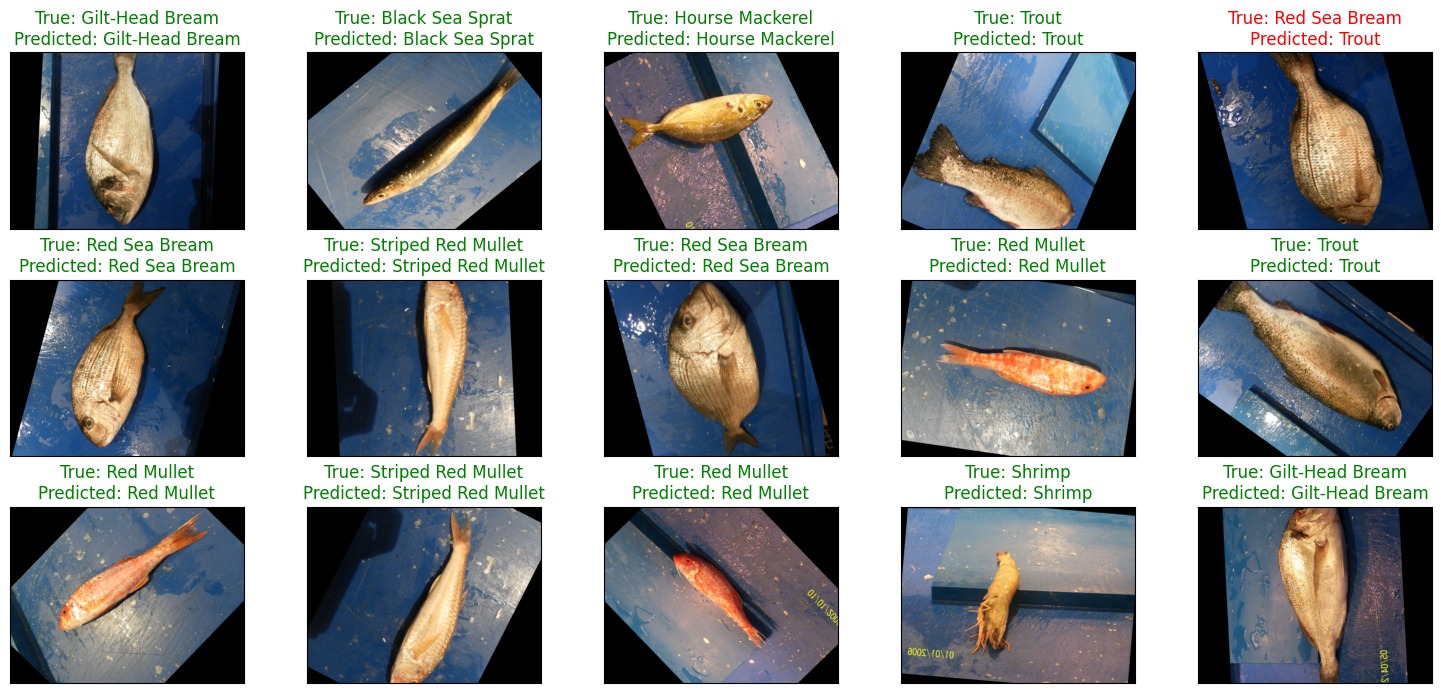 True: Gilt-Head Bream
Predicted: Gilt-Head Bream
True: Black Sea Sprat
Predicted: Black Sea Sprat
True: Hourse Mackerel
Predicted: Hourse Mackerel
True: Trout
Predicted: Trout
True: Red Sea Bream
Predicted: Trout
True: Red Sea Bream
Predicted: Red Sea Bream
True: Striped Red Mullet
Predicted: Striped Red Mullet
True: Red Sea Bream
Predicted: Red Sea Bream
True: Red Mullet
Predicted: Red Mullet
True: Trout
Predicted: Trout
True: Red Mullet
Predicted: Red Mullet
True: Striped Red Mullet
Predicted: Striped Red Mullet
True: Red Mullet
Predicted: Red Mullet
True: Shrimp
Predicted: Shrimp
True: Gilt-Head Bream
Predicted: Gilt-Head Bream
01/01/2006